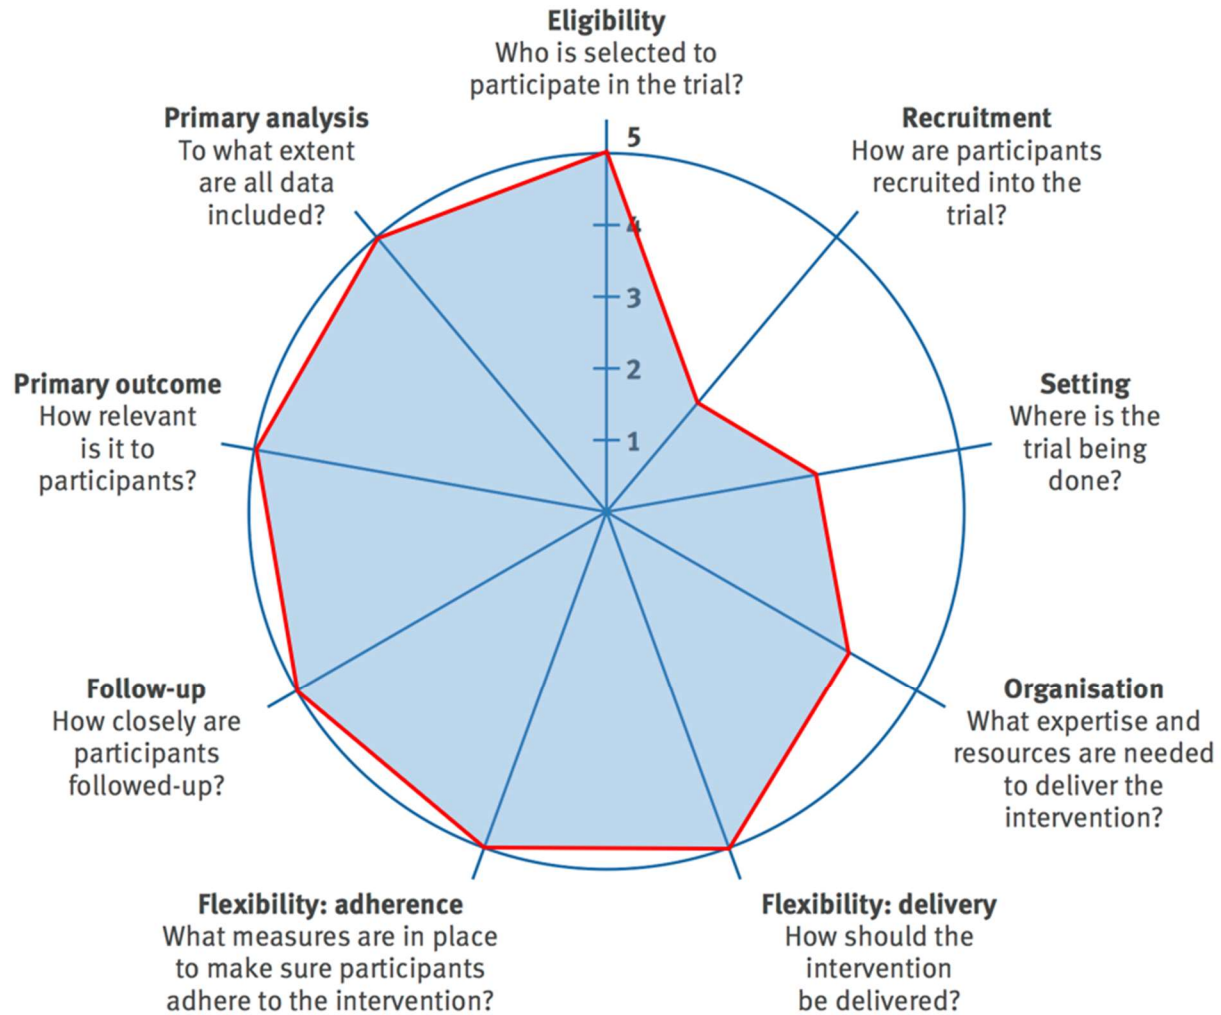 Eligibility
Who is selected to
participate in the trial?
Primary analysis
To what extent
are all data
included?
Recruitment
How are participants
recruited into the
trial?
5
4
3
2
1
Primary outcome
How relevant
is it to
participants?
Setting
Where is the
trial being
done?
Follow-up
How closely are
participants
followed-up?
Organisation
What expertise and
resources are needed
to deliver the
intervention?
Flexibility: adherence
What measures are in place
to make sure participants
adhere to the intervention?
Flexibility: delivery
How should the
intervention
be delivered?